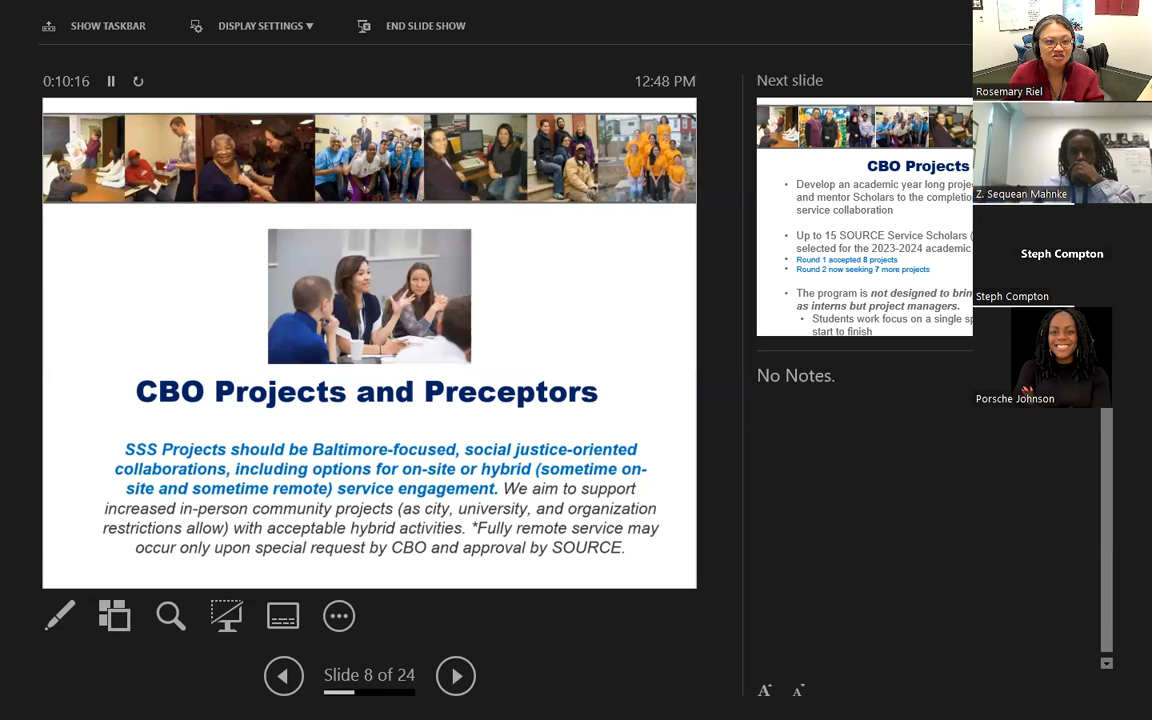 SHOW TASKBAR
DISPLAY SETTINGS ▼
END SLIDE SHOW
0:10:16
12:48 PM
CBO Projects and Preceptors
SSS Projects should be Baltimore-focused, social justice-oriented
collaborations, including options for on-site or hybrid (sometime on-
site and sometime remote) service engagement. We aim to support
increased in-person community projects (as city, university, and organization
restrictions allow) with acceptable hybrid activities. *Fully remote service may
occur only upon special request by CBO and approval by SOURCE.
Slide 8 of 24
Next slide
CBO Projects
• Develop an academic year long proje
and mentor Scholars to the completio
service collaboration
• Up to 15 SOURCE Service Scholars (
selected for the 2023-2024 academic
• Round 1 accepted 8 projects
• Round 2 now seeking 7 more projects
• The program is not designed to brin
as interns but project managers.
• Students work focus on a single sp
start to finish
No Notes.
A A
Rosemary Riel
Z. Sequean Mahnke
Steph Compton
Steph Compton
Porsche Johnson